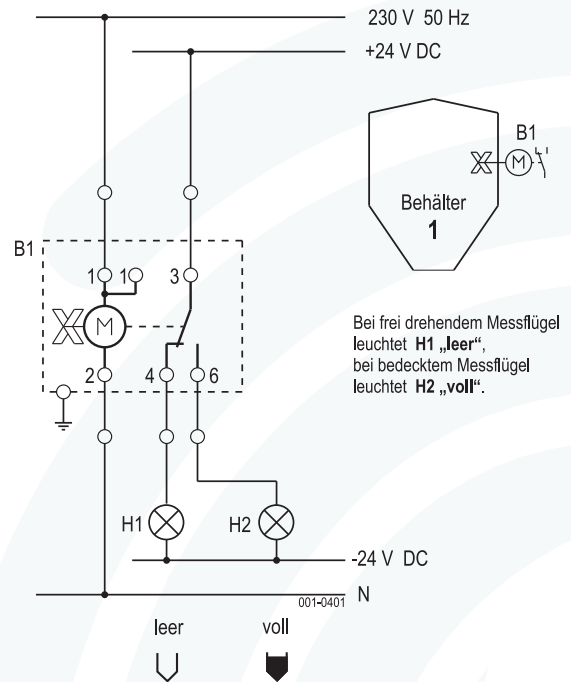 230 V 50 Hz
+24 V DC
B1
Behälter
1
B1
1
1
3
M
M
2
4
6
Bei frei drehendem Messflügel
leuchtet H1 „leer“,
bei bedecktem Messflügel
leuchtet H2 „voll“.
H1
H2
-24 V DC
001-0401
N
leer
voll